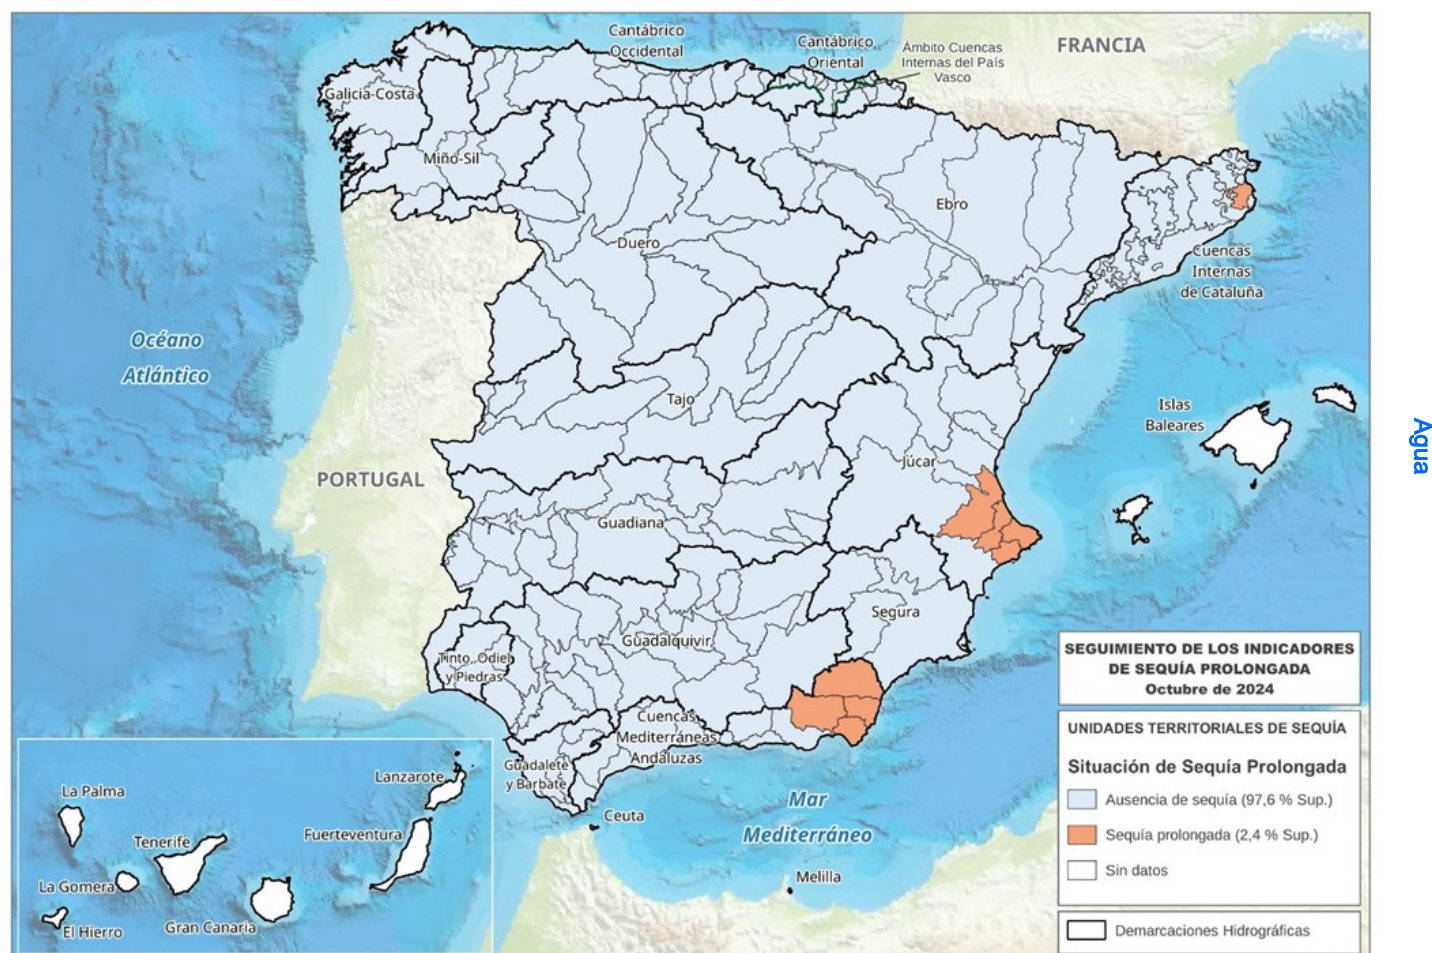 Cantábrico
Occidental
Cantábrico
Oriental
Ámbito Cuencas
Internas del País
Vasco
FRANCIA
Galicia-Costa
Miño-Sil
Ebro
Duero
Cuencas
Internas
de Cataluña
Océano
Atlántico
Tajo
Islas
Baleares
Agua
PORTUGAL
Júcar
Guadiana
Segura
Guadalquivir
Tinto, Odiel
y Piedras
Cuencas
Mediterráneas
Andaluzas
Guadalete
y Barbate
Ceuta
Mar
Mediterráneo
Melilla
Lanzarote
La Palma
Fuerteventura
Tenerife
La Gomera
Gran Canaria
El Hierro
SEGUIMIENTO DE LOS INDICADORES
DE SEQUÍA PROLONGADA
Octubre de 2024
UNIDADES TERRITORIALES DE SEQUÍA
Situación de Sequía Prolongada
Ausencia de sequía (97,6 % Sup.)
Sequía prolongada (2,4 % Sup.)
Sin datos
Demarcaciones Hidrográficas